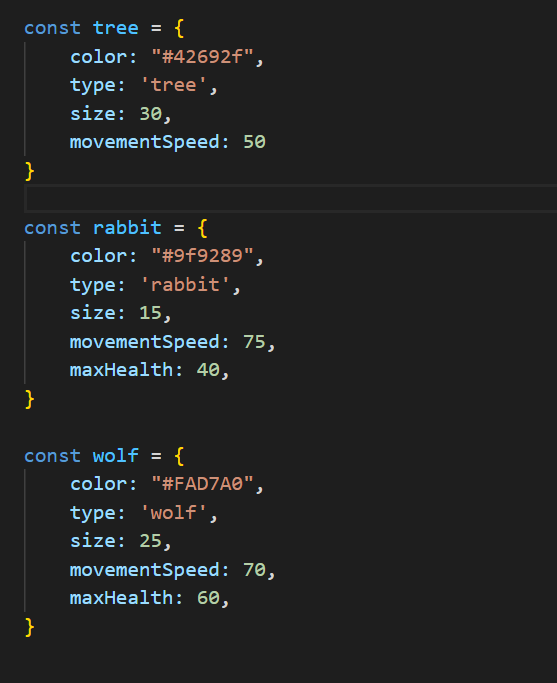 const tree = {
    color: "#42692f",
    type: 'tree',
    size: 30,
    movementSpeed: 50
}
const rabbit = {
    color: "#9f9289",
    type: 'rabbit',
    size: 15,
    movementSpeed: 75,
    maxHealth: 40,
}
const wolf = {
    color: "#FAD7A0",
    type: 'wolf',
    size: 25,
    movementSpeed: 70,
    maxHealth: 60,
}